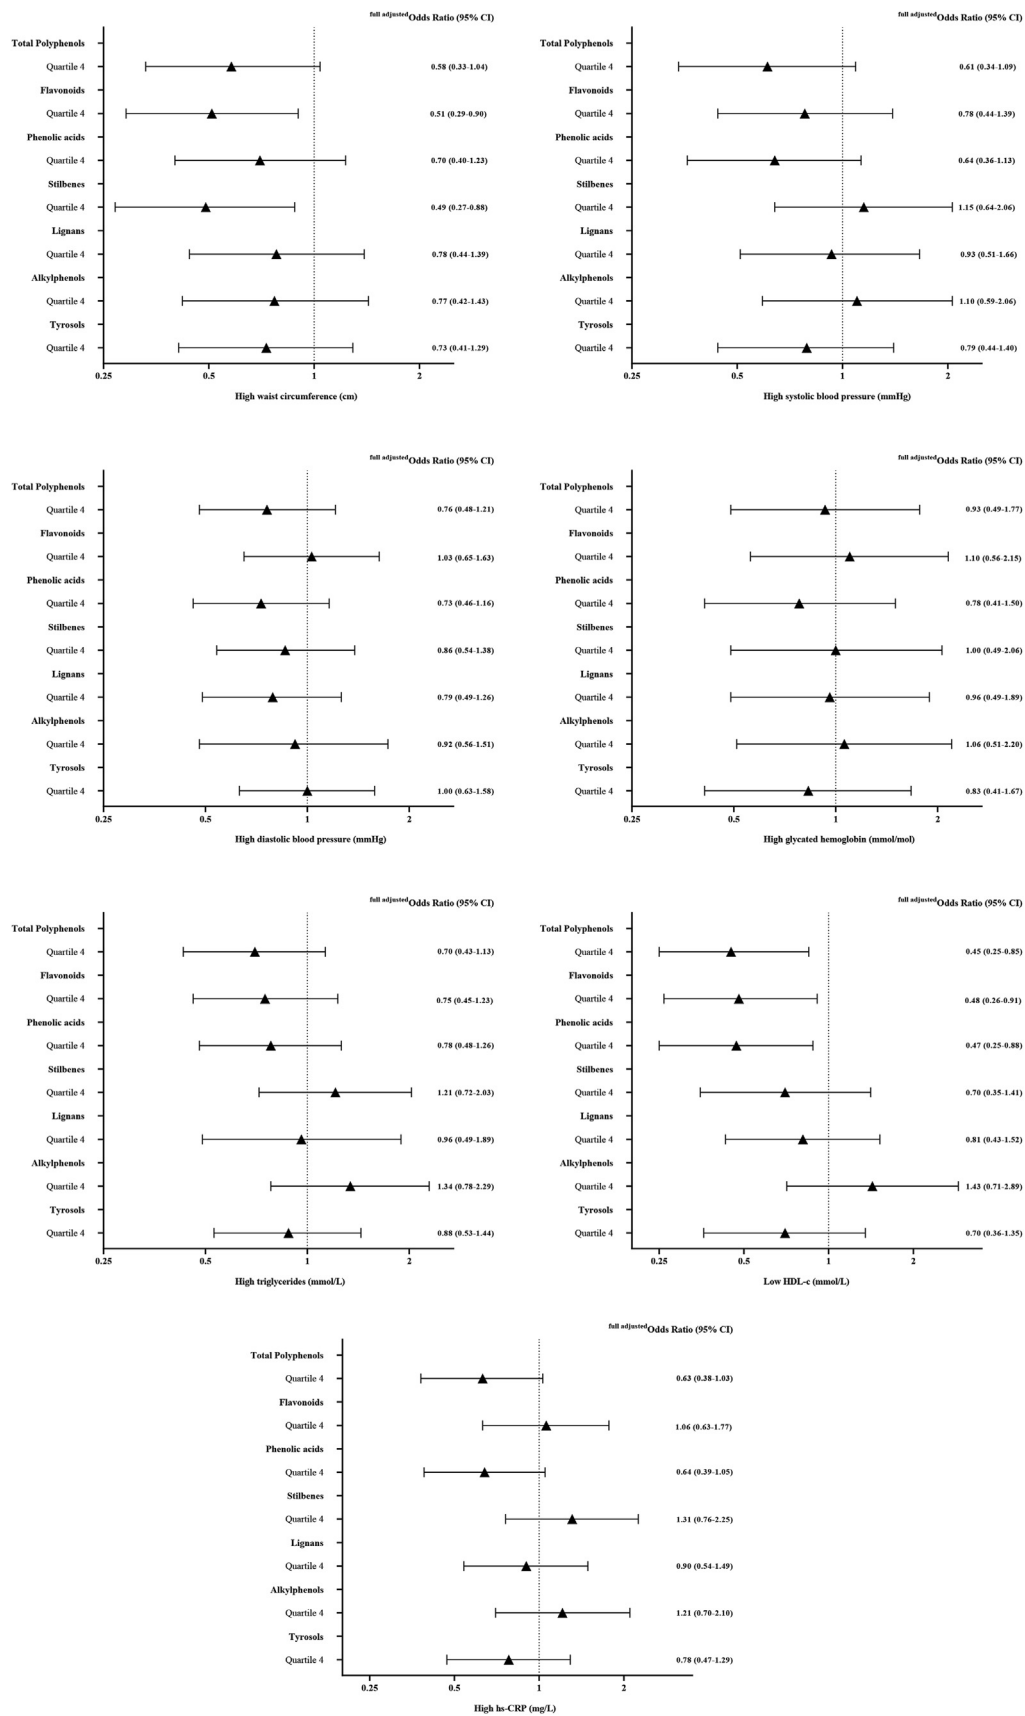 full adjusted Odds Ratio (95% CI)
Total Polyphenols
Quartile 4 0.58 (0.33-1.04)
Flavonoids
Quartile 4 0.51 (0.29-0.90)
Phenolic acids
Quartile 4 0.70 (0.40-1.23)
Stilbenes
Quartile 4 0.49 (0.27-0.88)
Lignans
Quartile 4 0.78 (0.44-1.39)
Alkylphenols
Quartile 4 0.77 (0.42-1.43)
Tyrosols
Quartile 4 0.73 (0.41-1.29)
0.25 0.5 1 2
High waist circumference (cm)
full adjusted Odds Ratio (95% CI)
Total Polyphenols
Quartile 4 0.61 (0.34-1.09)
Flavonoids
Quartile 4 0.78 (0.44-1.39)
Phenolic acids
Quartile 4 0.64 (0.36-1.13)
Stilbenes
Quartile 4 1.15 (0.64-2.06)
Lignans
Quartile 4 0.93 (0.51-1.66)
Alkylphenols
Quartile 4 1.10 (0.59-2.06)
Tyrosols
Quartile 4 0.79 (0.44-1.40)
0.25 0.5 1 2
High systolic blood pressure (mmHg)
full adjusted Odds Ratio (95% CI)
Total Polyphenols
Quartile 4 0.76 (0.48-1.21)
Flavonoids
Quartile 4 1.03 (0.65-1.63)
Phenolic acids
Quartile 4 0.73 (0.46-1.16)
Stilbenes
Quartile 4 0.86 (0.54-1.38)
Lignans
Quartile 4 0.79 (0.49-1.26)
Alkylphenols
Quartile 4 0.92 (0.56-1.51)
Tyrosols
Quartile 4 1.00 (0.63-1.58)
0.25 0.5 1 2
High diastolic blood pressure (mmHg)
full adjusted Odds Ratio (95% CI)
Total Polyphenols
Quartile 4 0.93 (0.49-1.77)
Flavonoids
Quartile 4 1.10 (0.56-2.15)
Phenolic acids
Quartile 4 0.78 (0.41-1.50)
Stilbenes
Quartile 4 1.00 (0.49-2.06)
Lignans
Quartile 4 0.96 (0.49-1.89)
Alkylphenols
Quartile 4 1.06 (0.51-2.20)
Tyrosols
Quartile 4 0.83 (0.41-1.67)
0.25 0.5 1 2
High glycated hemoglobin (mmol/mol)
full adjusted Odds Ratio (95% CI)
Total Polyphenols
Quartile 4 0.70 (0.43-1.13)
Flavonoids
Quartile 4 0.75 (0.45-1.23)
Phenolic acids
Quartile 4 0.78 (0.48-1.26)
Stilbenes
Quartile 4 1.21 (0.72-2.03)
Lignans
Quartile 4 0.96 (0.49-1.89)
Alkylphenols
Quartile 4 1.34 (0.78-2.29)
Tyrosols
Quartile 4 0.88 (0.53-1.44)
0.25 0.5 1 2
High triglycerides (mmol/L)
full adjusted Odds Ratio (95% CI)
Total Polyphenols
Quartile 4 0.45 (0.25-0.85)
Flavonoids
Quartile 4 0.48 (0.26-0.91)
Phenolic acids
Quartile 4 0.47 (0.25-0.88)
Stilbenes
Quartile 4 0.70 (0.35-1.41)
Lignans
Quartile 4 0.81 (0.43-1.52)
Alkylphenols
Quartile 4 1.43 (0.71-2.89)
Tyrosols
Quartile 4 0.70 (0.36-1.35)
0.25 0.5 1 2
Low HDL-c (mmol/L)
full adjusted Odds Ratio (95% CI)
Total Polyphenols
Quartile 4 0.63 (0.38-1.03)
Flavonoids
Quartile 4 1.06 (0.63-1.77)
Phenolic acids
Quartile 4 0.64 (0.39-1.05)
Stilbenes
Quartile 4 1.31 (0.76-2.25)
Lignans
Quartile 4 0.90 (0.54-1.49)
Alkylphenols
Quartile 4 1.21 (0.70-2.10)
Tyrosols
Quartile 4 0.78 (0.47-1.29)
0.25 0.5 1 2
High hs-CRP (mg/L)